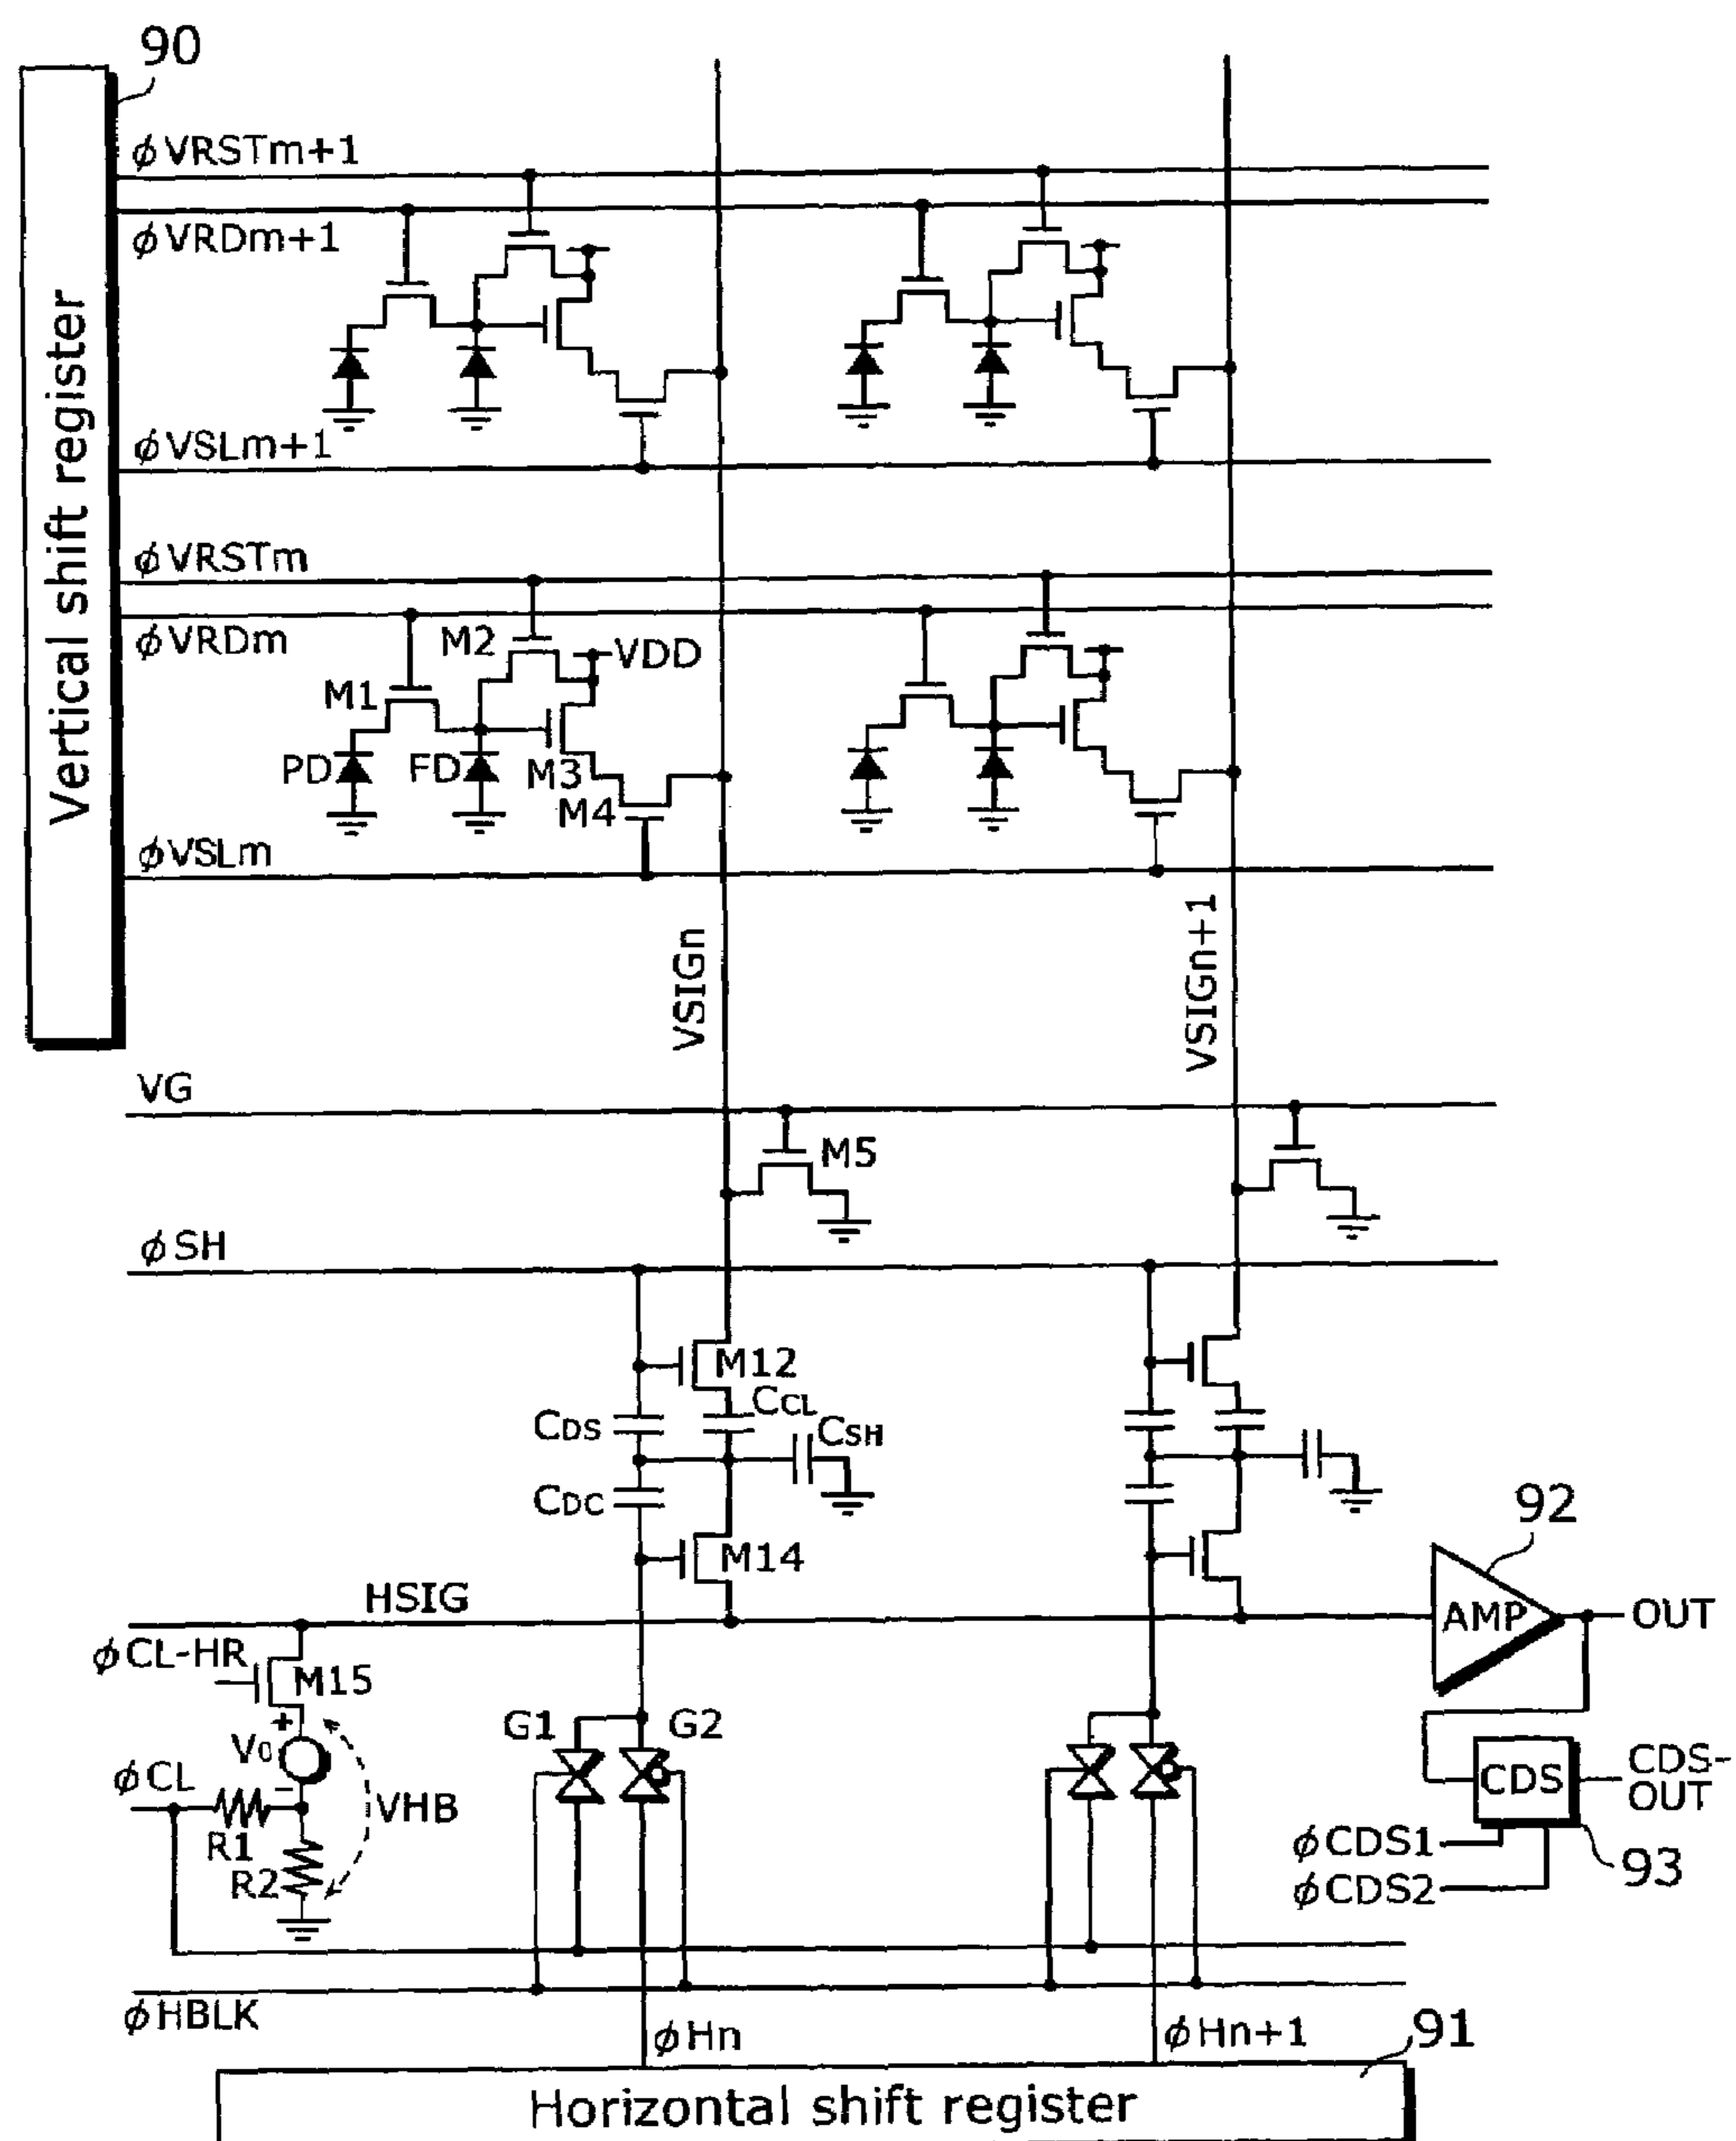 90
Vertical shift register
ϕVRSTm+1
ϕVRDm+1
ϕVSLm+1
ϕVRSTm
ϕVRDm
M2
VDD
M1
PD
FD
M3
M4
ϕVSLm
VSIGn
VSIGn+1
VG
M5
ϕSH
M12
CCL
CDS
CSH
CDC
M14
92
HSIG
AMP
OUT
ϕCL-HR
M15
+
G1
G2
V0
ϕCL
−
VHB
CDS
CDS-
OUT
R1
R2
ϕCDS1
93
ϕCDS2
ϕHBLK
ϕHn
ϕHn+1
91
Horizontal shift register